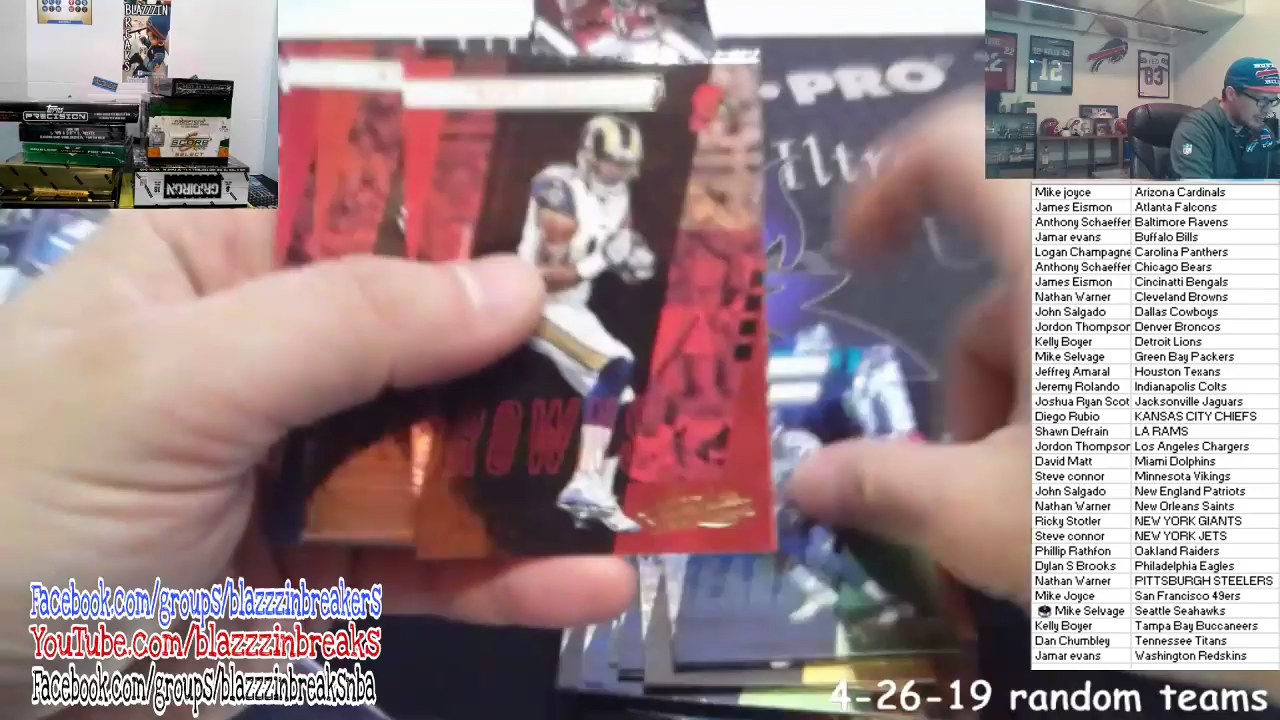 BLAZZZIN
TOPPS
PRECISION
SCORE
SELECT
GRIDIRON
-PRO
12
83
Mike joyce Arizona Cardinals
James Eismon Atlanta Falcons
Anthony Schaeffer Baltimore Ravens
Jamar evans Buffalo Bills
Logan Champagne Carolina Panthers
Anthony Schaeffer Chicago Bears
James Eismon Cincinatti Bengals
Nathan Warner Cleveland Browns
John Salgado Dallas Cowboys
Jordon Thompson Denver Broncos
Kelly Boyer Detroit Lions
Mike Selvage Green Bay Packers
Jeffrey Amaral Houston Texans
Jeremy Rolando Indianapolis Colts
Joshua Ryan Scot Jacksonville Jaguars
Diego Rubio KANSAS CITY CHIEFS
Shawn Defrain LA RAMS
Jordon Thompson Los Angeles Chargers
David Matt Miami Dolphins
Steve connor Minnesota Vikings
John Salgado New England Patriots
Nathan Warner New Orleans Saints
Ricky Stotler NEW YORK GIANTS
Steve connor NEW YORK JETS
Phillip Rathfon Oakland Raiders
Dylan S Brooks Philadelphia Eagles
Nathan Warner PITTSBURGH STEELERS
Mike Joyce San Francisco 49ers
Mike Selvage Seattle Seahawks
Kelly Boyer Tampa Bay Buccaneers
Dan Chumbley Tennessee Titans
Jamar evans Washington Redskins
Facebook.com/groups/blazzzinbreakers
YouTube.com/blazzzinbreaks
Facebook.com/groups/blazzzinbreaksnba
4-26-19 random teams